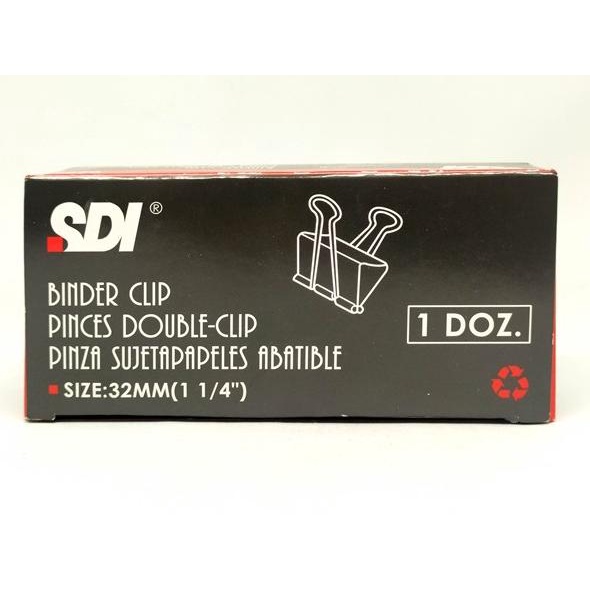 SDI®
BINDER CLIP
PINCES DOUBLE-CLIP
PINZA SUJETAPAPELES ABATIBLE
SIZE:32MM(1 1/4")
1 DOZ.